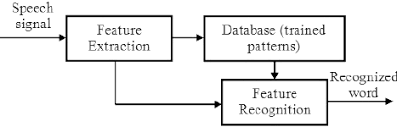 Speech
signal
Feature
Extraction
Database (trained
patterns)
Feature
Recognition
Recognized
word